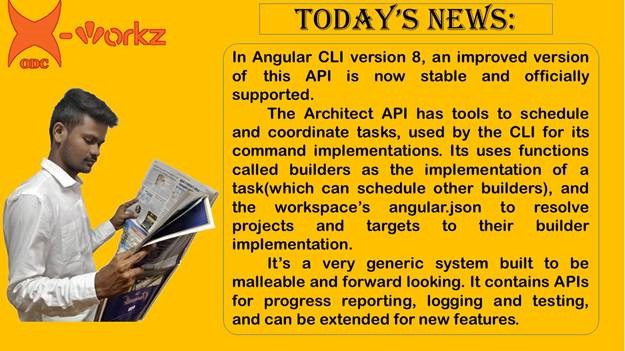 X-Workz
ODC
TODAY'S NEWS:
In Angular CLI version 8, an improved version
of this API is now stable and officially
supported.
The Architect API has tools to schedule
and coordinate tasks, used by the CLI for its
command implementations. Its uses functions
called builders as the implementation of a
task(which can schedule other builders), and
the workspace's angular.json to resolve
projects and targets to their builder
implementation.
It's a very generic system built to be
malleable and forward looking. It contains APIs
for progress reporting, logging and testing,
and can be extended for new features.